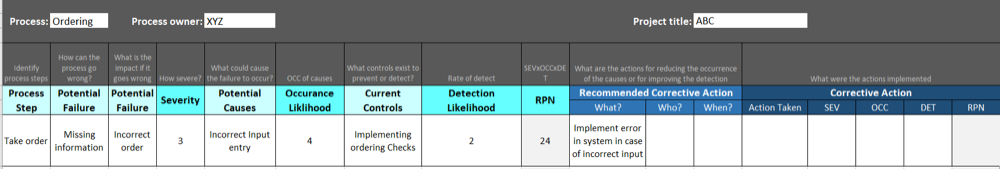 Process: Ordering Process owner: XYZ Project title: ABC
Identify process steps
How can the process go wrong?
What is the impact if it goes wrong
How severe?
What could cause the failure to occur?
OCC of causes
What controls exist to prevent or detect?
Rate of detect
SEVxOCCxDET
What are the actions for reducing the occurrence of the causes or for improving the detection
What were the actions implemented
Process Step
Potential Failure
Potential Failure
Severity
Potential Causes
Occurance Liklihood
Current Controls
Detection Likelihood
RPN
Recommended Corrective Action
What? Who? When?
Corrective Action
Action Taken SEV OCC DET RPN
Take order
Missing information
Incorrect order
3
Incorrect Input entry
4
Implementing ordering Checks
2
24
Implement error in system in case of incorrect input